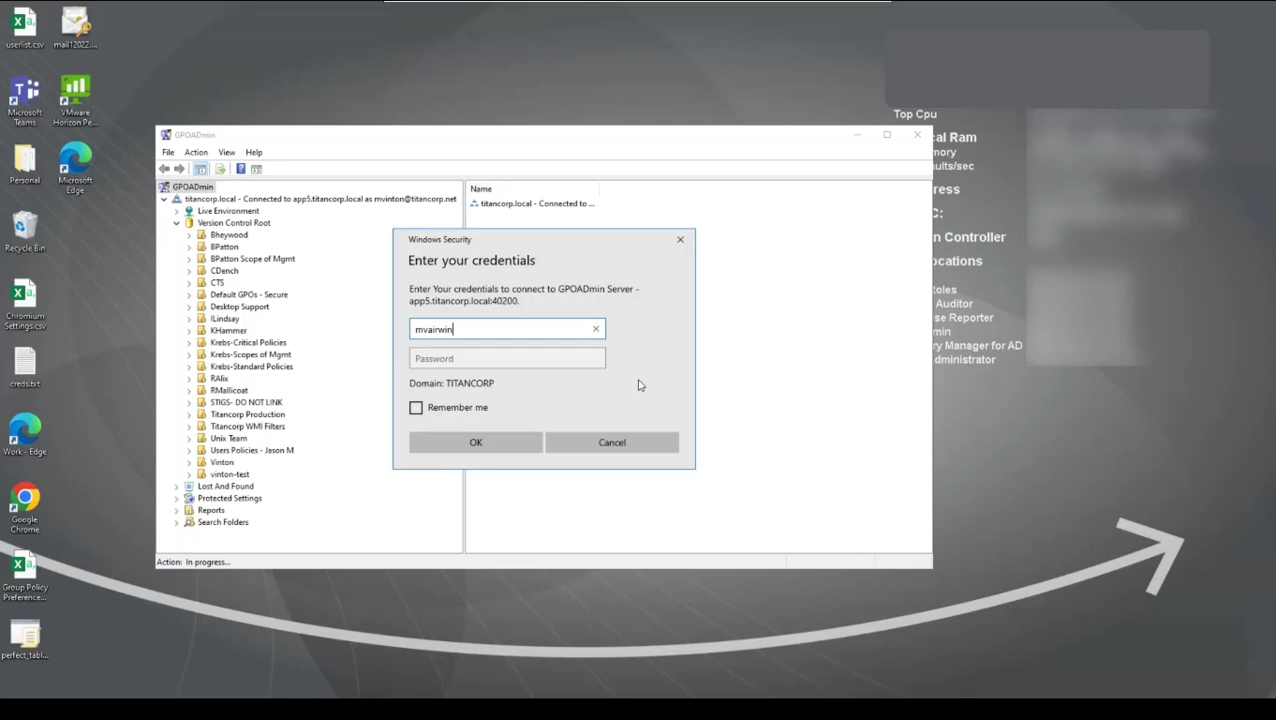 userlist.csv
mail12022....
Microsoft
Teams
VMware
Horizon Pe...
Personal
Microsoft
Edge
Recycle Bin
Chromium
Settings.csv
creds.txt
Work - Edge
Google
Chrome
Group Policy
Preference...
perfect_tabl...
GPOADmin
File Action View Help
GPOADmin
titancorp.local - Connected to app5.titancorp.local as mvinton@titancorp.net
Live Environment
Version Control Root
Bheywood
BPatton
BPatton Scope of Mgmt
CDench
CTS
Default GPOs - Secure
Desktop Support
ILindsay
KHammer
Krebs-Critical Policies
Krebs-Scopes of Mgmt
Krebs-Standard Policies
RAlix
RMallicoat
STIGS- DO NOT LINK
Titancorp Production
Titancorp WMI Filters
Unix Team
Users Policies - Jason M
Vinton
vinton-test
Lost And Found
Protected Settings
Reports
Search Folders
Action: In progress...
Name
titancorp.local - Connected to ...
Windows Security
Enter your credentials
Enter Your credentials to connect to GPOADmin Server -
app5.titancorp.local:40200.
mvairwin
Password
Domain: TITANCORP
Remember me
OK Cancel
Top Cpu
cal Ram
mory
aults/sec
ress
C:
n Controller
ocations
toles
Auditor
se Reporter
min
ry Manager for AD
dministrator